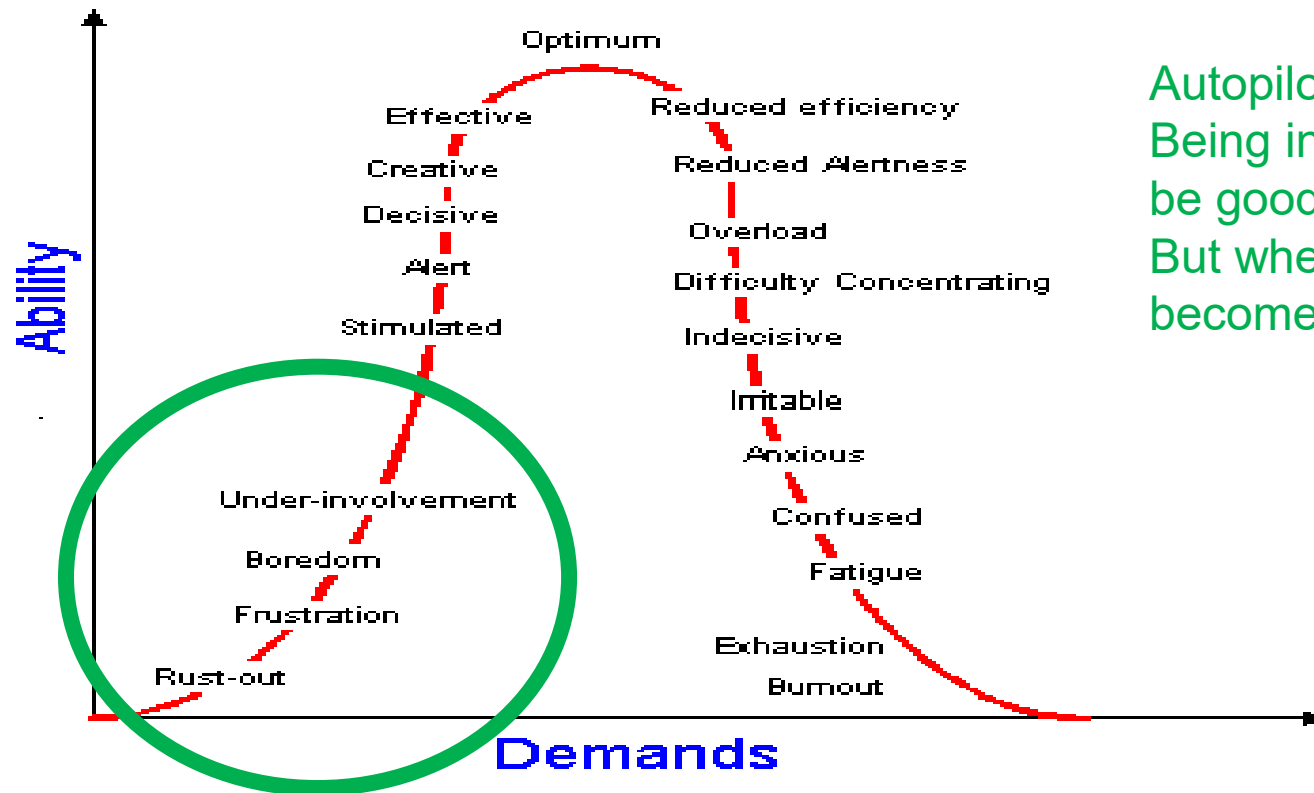 Optimum
Effective
Creative
Decisive
Alert
Stimulated
Under-involvement
Boredom
Frustration
Rust-out
Reduced efficiency
Reduced Alertness
Overload
Difficulty Concentrating
Indecisive
Irritable
Anxious
Confused
Fatigue
Exhaustion
Burnout
Ability
Demands
Autopilo
Being in
be good
But whe
become